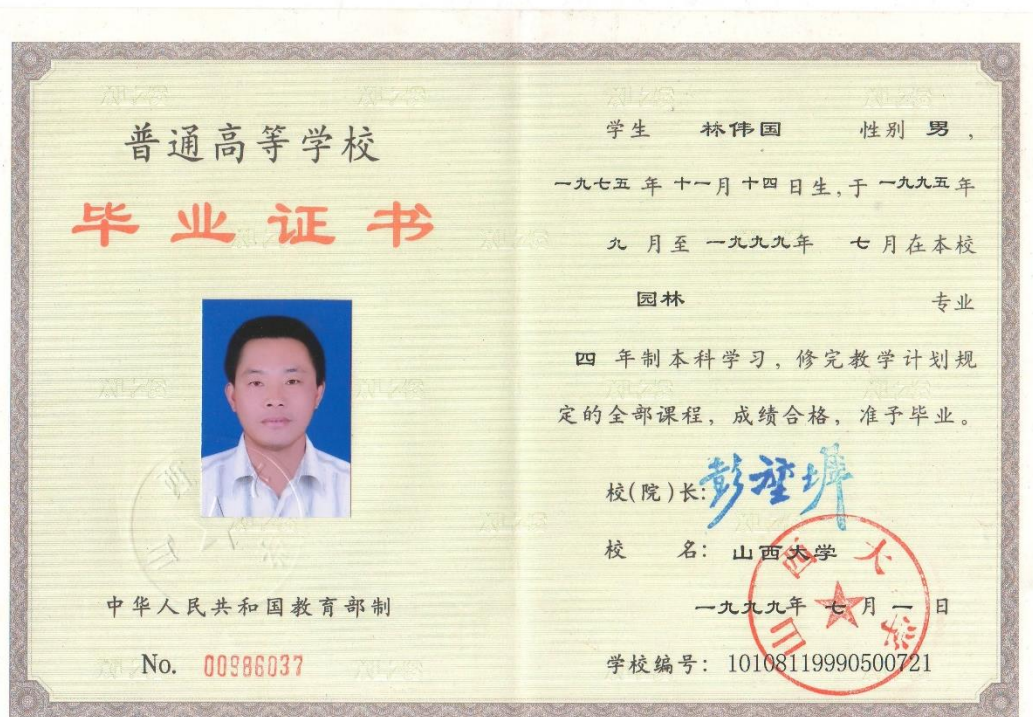 普通高等学校
毕业证书
中华人民共和国教育部制
No. 00986037
学生 林伟国 性别 男，
一九七五 年 十一月 十四 日生，于 一九九五年
九 月至 一九九九年 七 月在本校
园林 专业
四 年制本科学习，修完教学计划规
定的全部课程，成绩合格，准予毕业。
校(院)长:
校 名: 山西大学
一九九九年 七 月 一 日
学校编号: 10108119990500721
山西大学